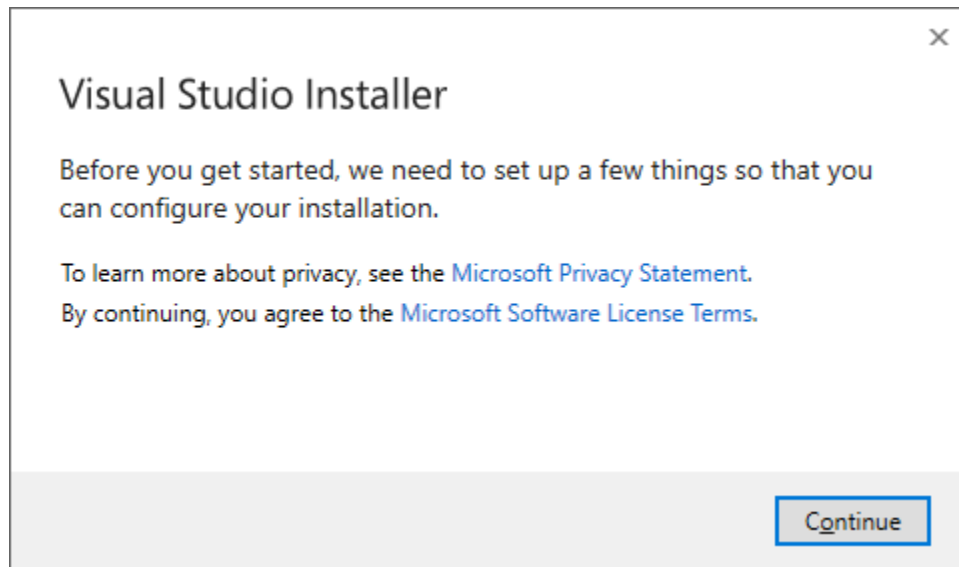 Visual Studio Installer
Before you get started, we need to set up a few things so that you
can configure your installation.
To learn more about privacy, see the Microsoft Privacy Statement.
By continuing, you agree to the Microsoft Software License Terms.
Continue